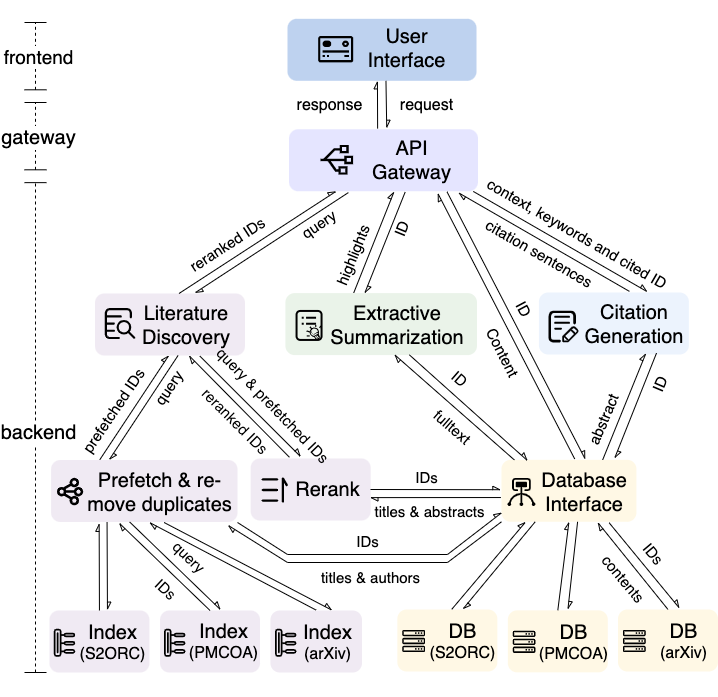 User
Interface
frontend
response
request
gateway
API
Gateway
context, keywords and cited ID
citation sentences
reranked IDs
query
highlights
ID
ID
Content
Literature
Discovery
Extractive
Summarization
Citation
Generation
prefetched IDs
query
query & prefetched IDs
reranked IDs
ID
fulltext
abstract
ID
backend
Prefetch & re-
move duplicates
Rerank
IDs
titles & abstracts
Database
Interface
IDs
titles & authors
query
IDs
IDs
contents
Index
(S2ORC)
Index
(PMCOA)
Index
(arXiv)
DB
(S2ORC)
DB
(PMCOA)
DB
(arXiv)